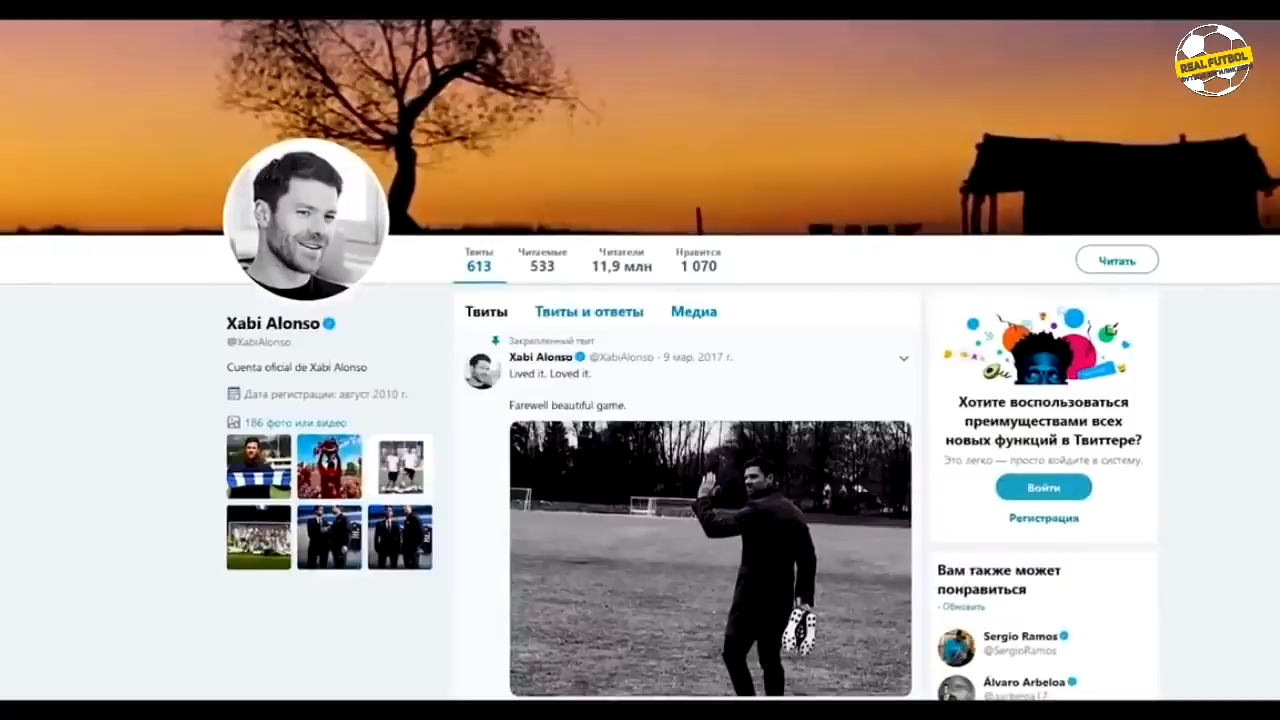 REAL FUTBOL
Твиты
613
Читаемые
533
Читатели
11,9 млн
Нравится
1 070
Читать
Xabi Alonso
@XabiAlonso
Cuenta oficial de Xabi Alonso
Дата регистрации: август 2010 г.
186 фото или видео
Твиты Твиты и ответы Медиа
Закрепленный твит
Xabi Alonso @XabiAlonso · 9 мар. 2017 г.
Lived it. Loved it.
Farewell beautiful game.
Хотите воспользоваться
преимуществами всех
новых функций в Твиттере?
Это легко — просто войдите в систему.
Войти
Регистрация
Вам также может
понравиться
· Обновить
Sergio Ramos
@SergioRamos
Álvaro Arbeloa